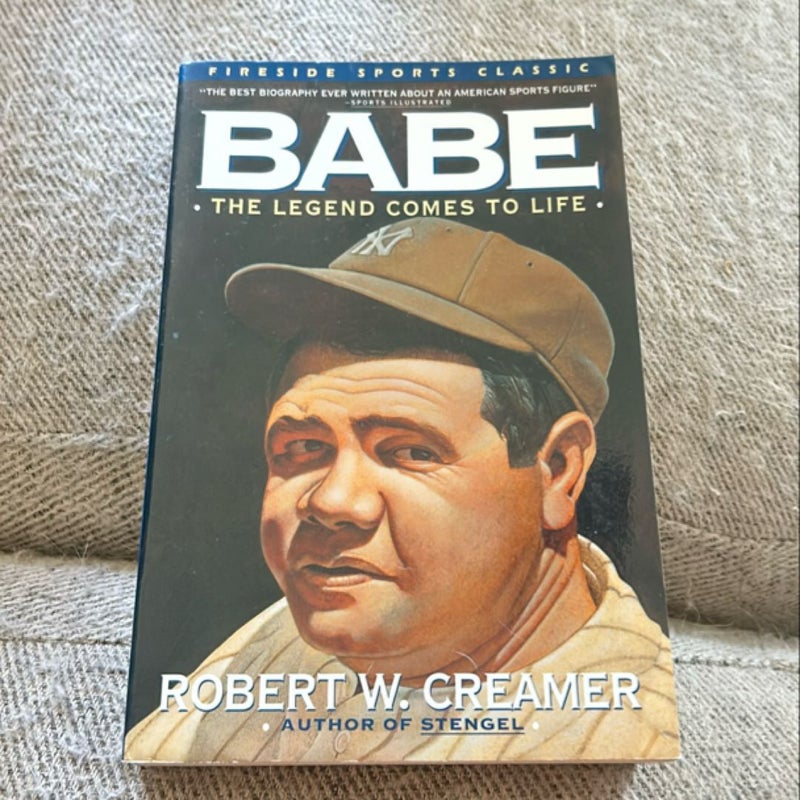 FIRESIDE SPORTS CLASSIC
"THE BEST BIOGRAPHY EVER WRITTEN ABOUT AN AMERICAN SPORTS FIGURE"
—SPORTS ILLUSTRATED
BABE
• THE LEGEND COMES TO LIFE •
NY
ROBERT W. CREAMER
• AUTHOR OF STENGEL •